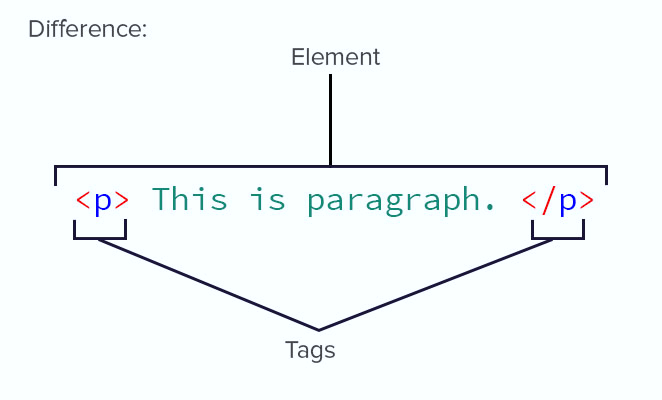 Difference:
Element
<p> This is paragraph. </p>
Tags